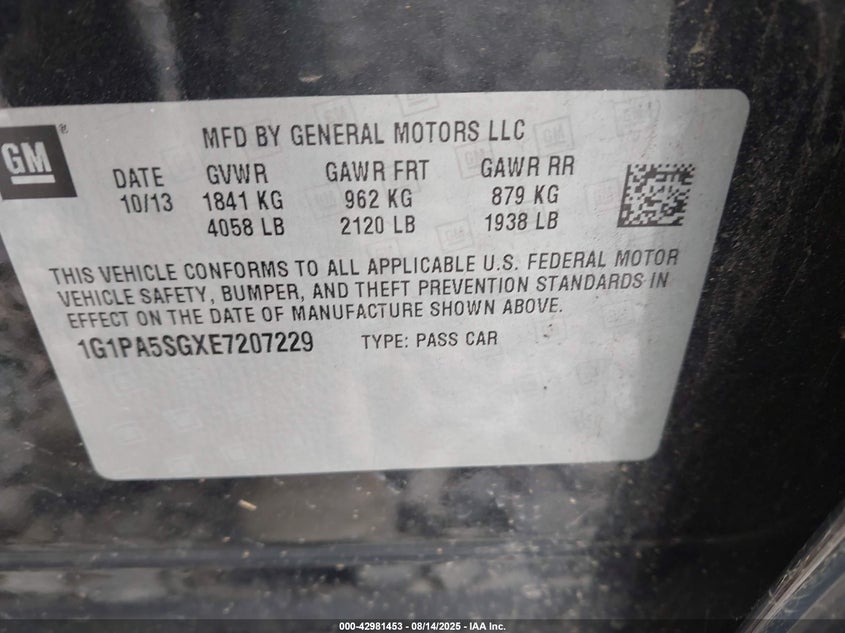 GM®
MFD BY GENERAL MOTORS LLC
DATE GVWR GAWR FRT GAWR RR
10/13 1841 KG 962 KG 879 KG
4058 LB 2120 LB 1938 LB
THIS VEHICLE CONFORMS TO ALL APPLICABLE U.S. FEDERAL MOTOR
VEHICLE SAFETY, BUMPER, AND THEFT PREVENTION STANDARDS IN
EFFECT ON THE DATE OF MANUFACTURE SHOWN ABOVE.
1G1PA5SGXE7207229 TYPE: PASS CAR
000-42981453 - 08/14/2025 - IAA Inc.